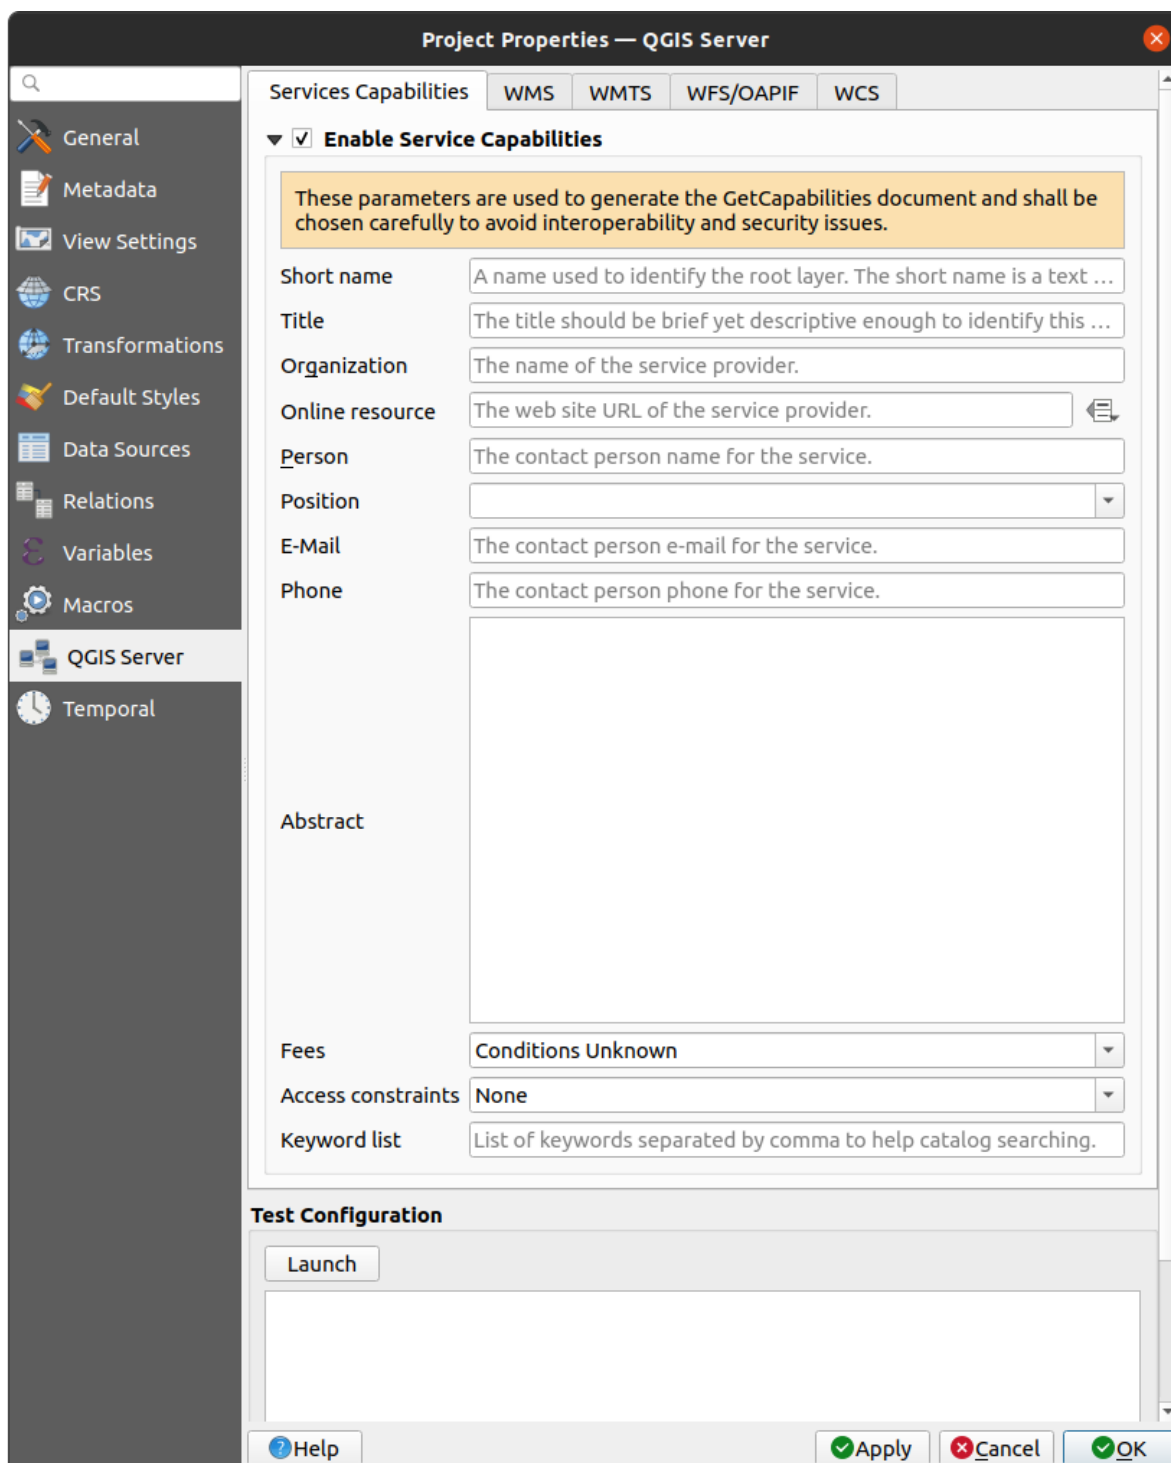 Project Properties — QGIS Server
General
Metadata
View Settings
CRS
Transformations
Default Styles
Data Sources
Relations
Variables
Macros
QGIS Server
Temporal
Services Capabilities
WMS
WMTS
WFS/OAPIF
WCS
Enable Service Capabilities
These parameters are used to generate the GetCapabilities document and shall be
chosen carefully to avoid interoperability and security issues.
Short name
A name used to identify the root layer. The short name is a text ...
Title
The title should be brief yet descriptive enough to identify this ...
Organization
The name of the service provider.
Online resource
The web site URL of the service provider.
Person
The contact person name for the service.
Position
E-Mail
The contact person e-mail for the service.
Phone
The contact person phone for the service.
Abstract
Fees
Conditions Unknown
Access constraints
None
Keyword list
List of keywords separated by comma to help catalog searching.
Test Configuration
Launch
Help
Apply
Cancel
OK